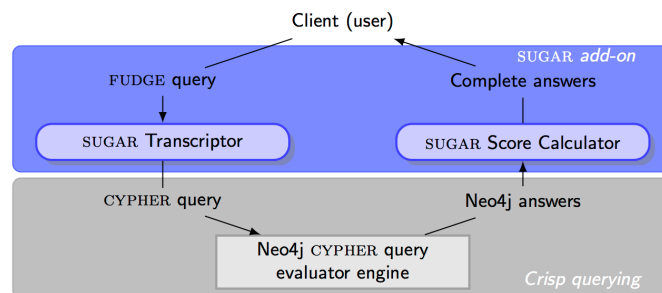 Client (user)
SUGAR add-on
FUDGE query
Complete answers
SUGAR Transcriptor
SUGAR Score Calculator
CYPHER query
Neo4j answers
Neo4j CYPHER query
evaluator engine
Crisp querying